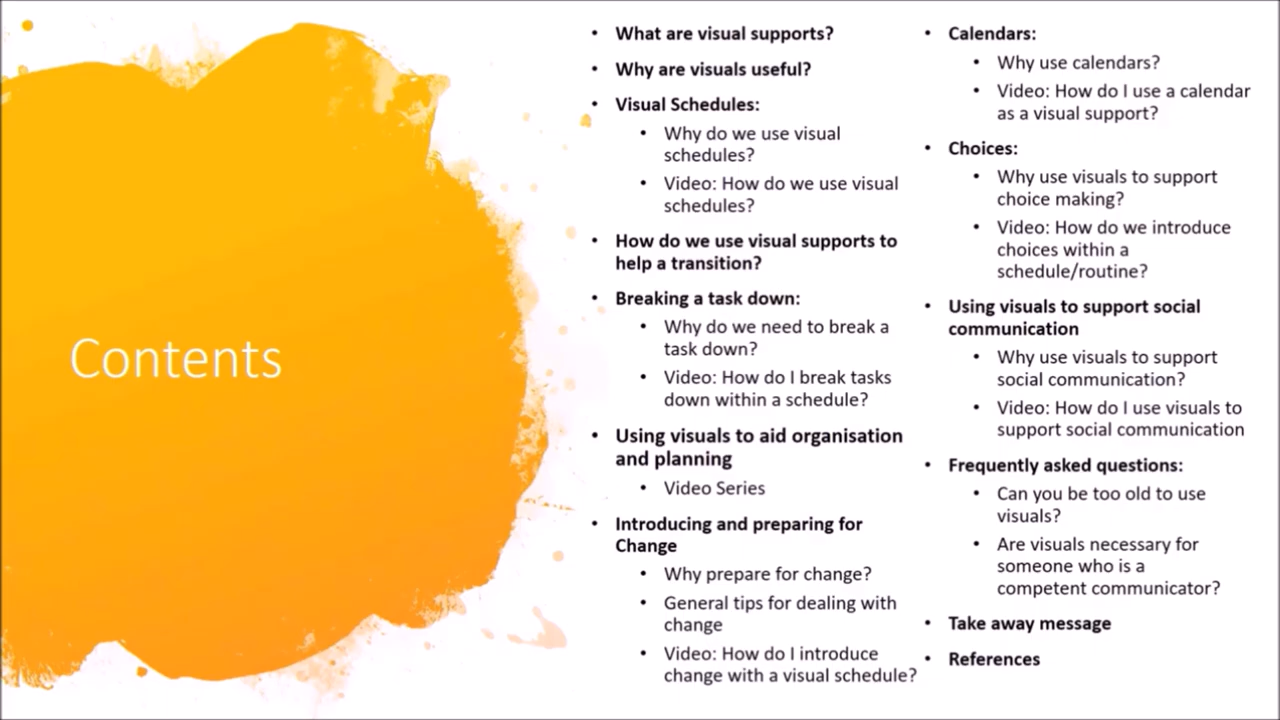 Contents
What are visual supports?
Why are visuals useful?
Visual Schedules:
Why do we use visual
schedules?
Video: How do we use visual
schedules?
How do we use visual supports to
help a transition?
Breaking a task down:
Why do we need to break a
task down?
Video: How do I break tasks
down within a schedule?
Using visuals to aid organisation
and planning
Video Series
Introducing and preparing for
Change
Why prepare for change?
General tips for dealing with
change
Video: How do I introduce
change with a visual schedule?
Calendars:
Why use calendars?
Video: How do I use a calendar
as a visual support?
Choices:
Why use visuals to support
choice making?
Video: How do we introduce
choices within a
schedule/routine?
Using visuals to support social
communication
Why use visuals to support
social communication?
Video: How do I use visuals to
support social communication
Frequently asked questions:
Can you be too old to use
visuals?
Are visuals necessary for
someone who is a
competent communicator?
Take away message
References